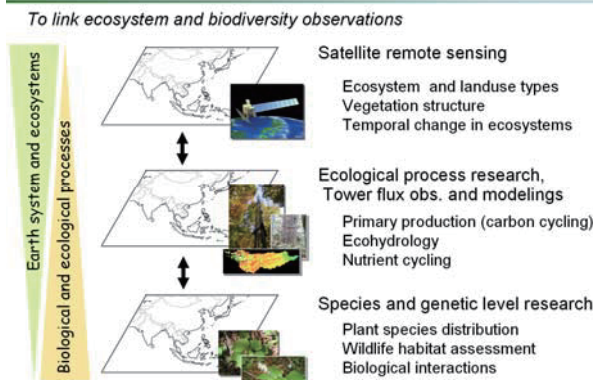 To link ecosystem and biodiversity observations
Earth system and ecosystems
Biological and ecological processes
Satellite remote sensing
Ecosystem and landuse types
Vegetation structure
Temporal change in ecosystems
Ecological process research,
Tower flux obs. and modelings
Primary production (carbon cycling)
Ecohydrology
Nutrient cycling
Species and genetic level research
Plant species distribution
Wildlife habitat assessment
Biological interactions